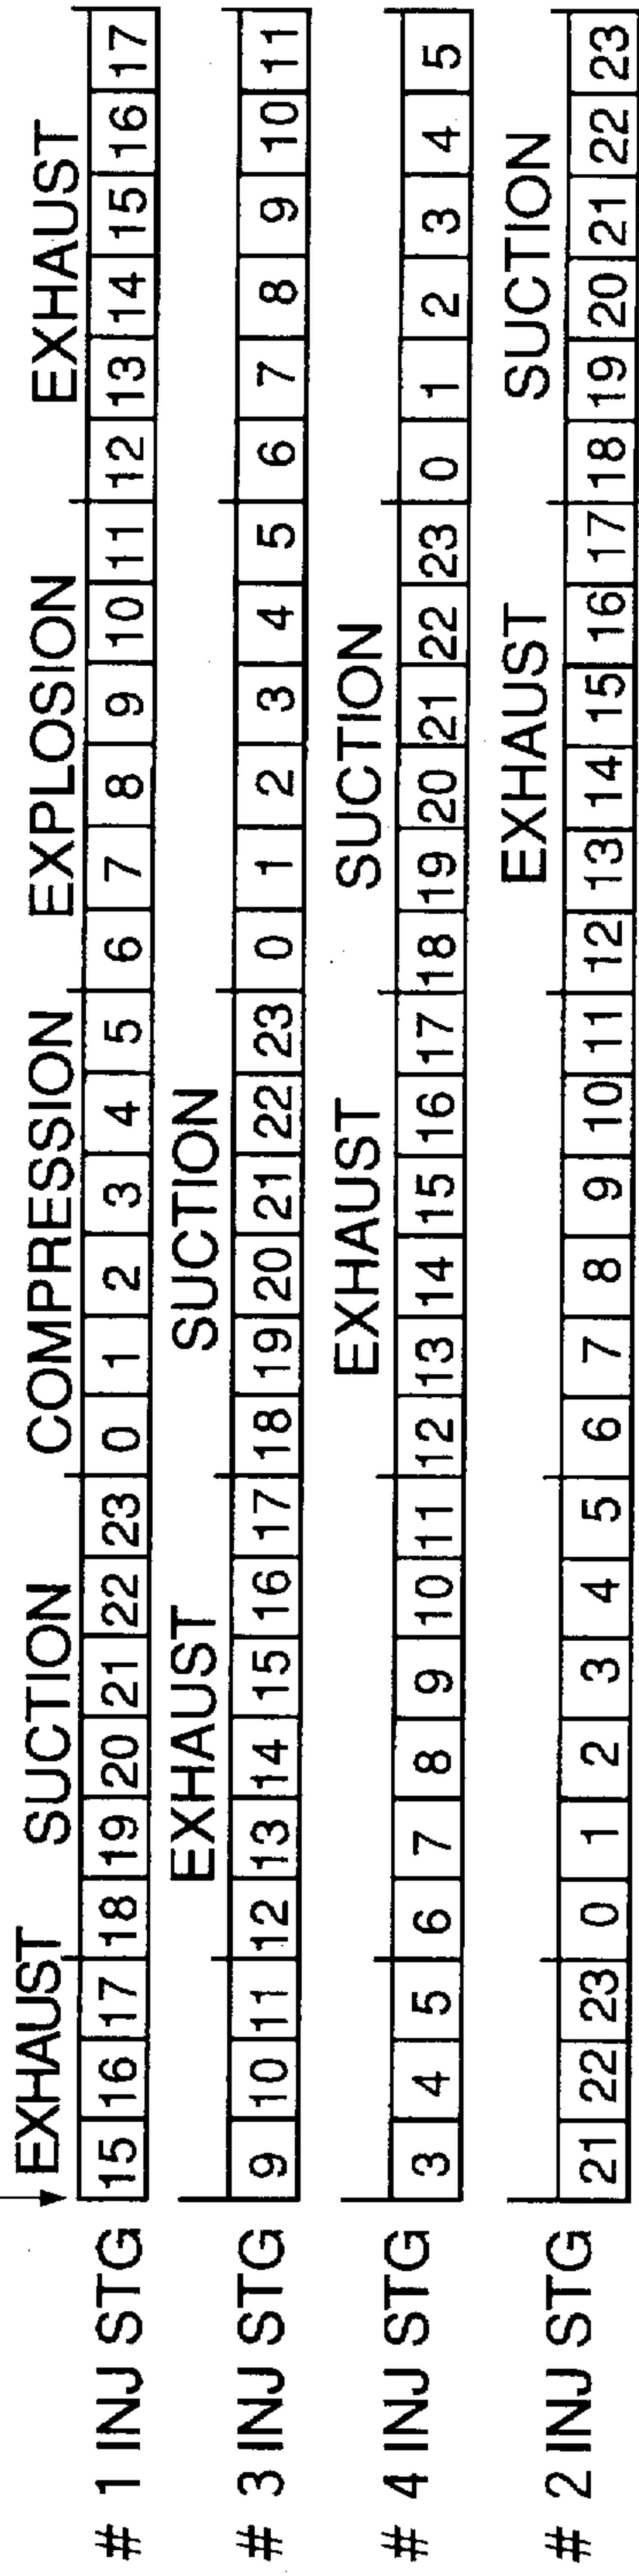 EXHAUST SUCTION COMPRESSION EXPLOSION EXHAUST
# 1 INJ STG 15 16 17 18 19 20 21 22 23 0 1 2 3 4 5 6 7 8 9 10 11 12 13 14 15 16 17
EXHAUST SUCTION
# 3 INJ STG 9 10 11 12 13 14 15 16 17 18 19 20 21 22 23 0 1 2 3 4 5 6 7 8 9 10 11
EXHAUST SUCTION
# 4 INJ STG 3 4 5 6 7 8 9 10 11 12 13 14 15 16 17 18 19 20 21 22 23 0 1 2 3 4 5
EXHAUST SUCTION
# 2 INJ STG 21 22 23 0 1 2 3 4 5 6 7 8 9 10 11 12 13 14 15 16 17 18 19 20 21 22 23